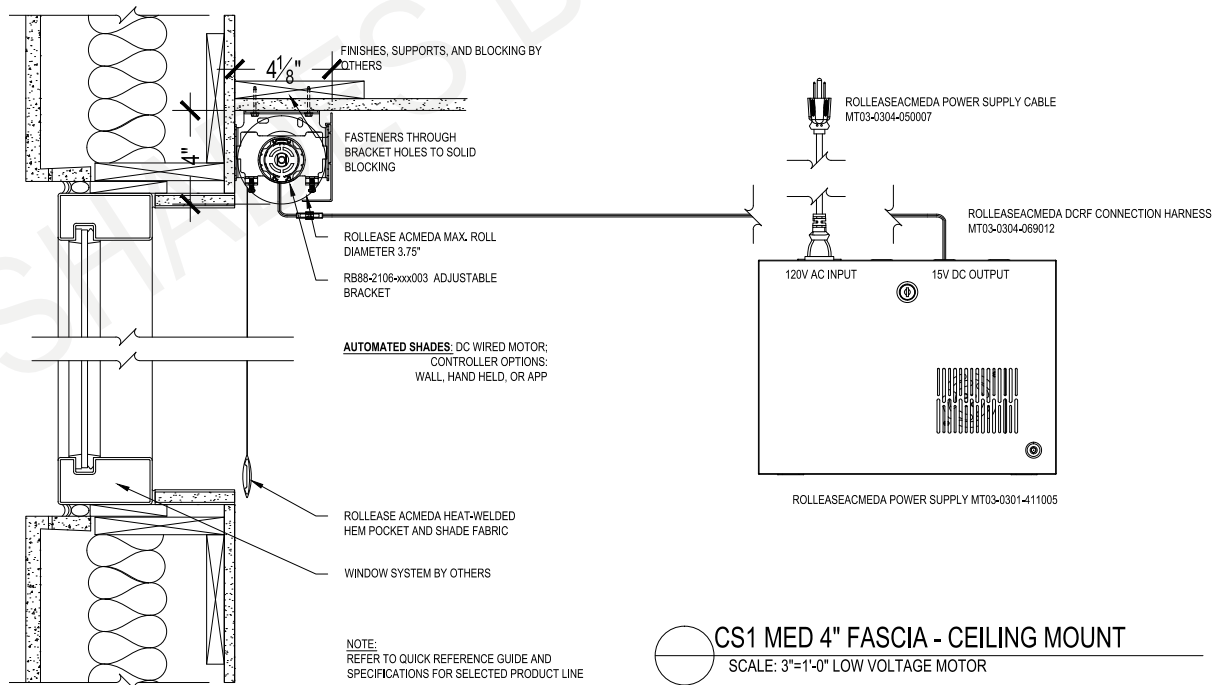 SHADES
FINISHES, SUPPORTS, AND BLOCKING BY
OTHERS
4 1/8"
4"
FASTENERS THROUGH
BRACKET HOLES TO SOLID
BLOCKING
ROLLEASE ACMEDA MAX. ROLL
DIAMETER 3.75"
RB88-2106-xxx003 ADJUSTABLE
BRACKET
AUTOMATED SHADES: DC WIRED MOTOR;
CONTROLLER OPTIONS:
WALL, HAND HELD, OR APP
ROLLEASE ACMEDA HEAT-WELDED
HEM POCKET AND SHADE FABRIC
WINDOW SYSTEM BY OTHERS
NOTE:
REFER TO QUICK REFERENCE GUIDE AND
SPECIFICATIONS FOR SELECTED PRODUCT LINE
ROLLEASEACMEDA POWER SUPPLY CABLE
MT03-0304-050007
ROLLEASEACMEDA DCRF CONNECTION HARNESS
MT03-0304-069012
120V AC INPUT
15V DC OUTPUT
ROLLEASEACMEDA POWER SUPPLY MT03-0301-411005
CS1 MED 4" FASCIA - CEILING MOUNT
SCALE: 3"=1'-0" LOW VOLTAGE MOTOR